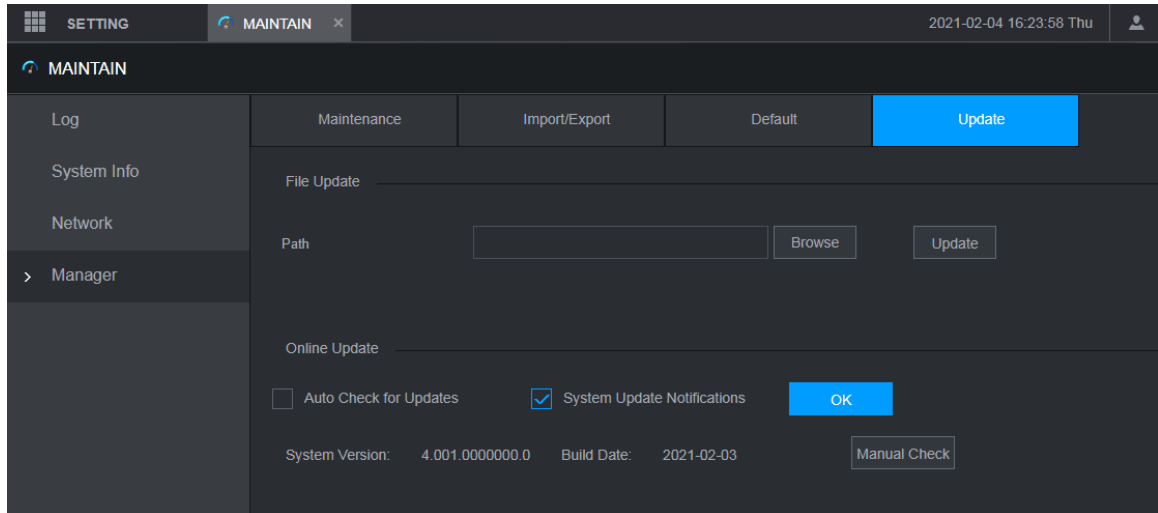 SETTING MAINTAIN × 2021-02-04 16:23:58 Thu
MAINTAIN
Log
System Info
Network
Manager
Maintenance Import/Export Default Update
File Update
Path Browse Update
Online Update
Auto Check for Updates System Update Notifications OK
System Version: 4.001.0000000.0 Build Date: 2021-02-03 Manual Check